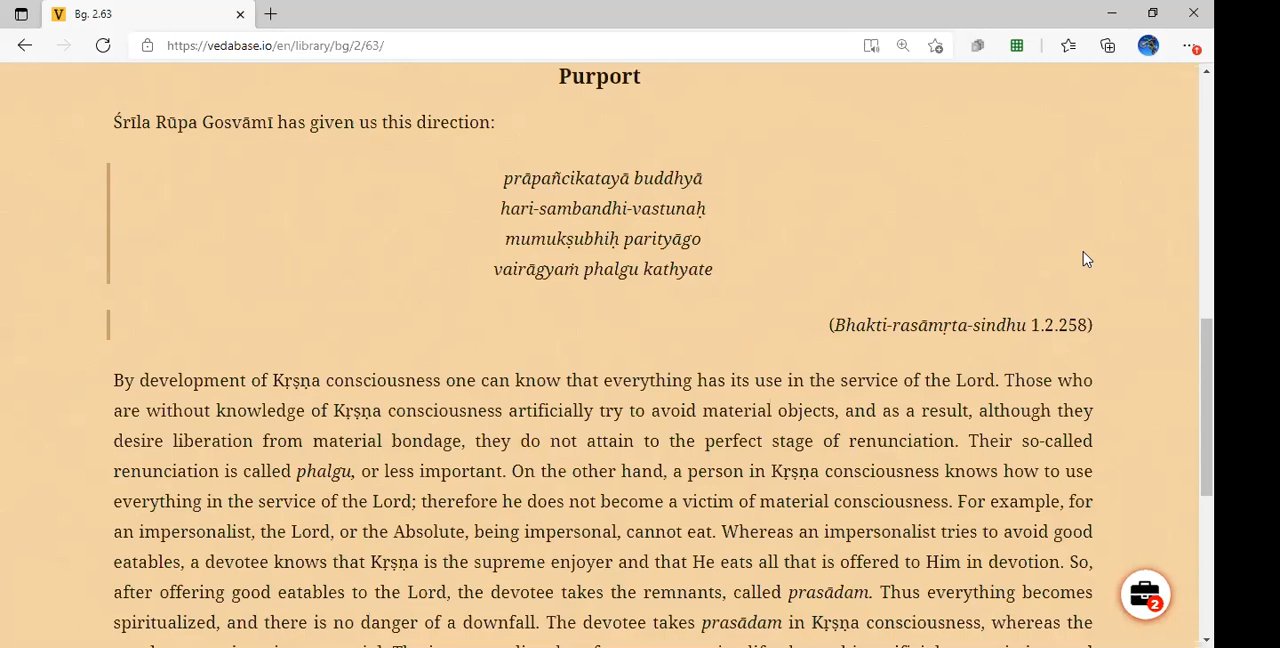 Bg. 2.63
https://vedabase.io/en/library/bg/2/63/
Purport
Śrīla Rūpa Gosvāmī has given us this direction:
prāpañcikatayā buddhyā
hari-sambandhi-vastunaḥ
mumukṣubhiḥ parityāgo
vairāgyaṁ phalgu kathyate
(Bhakti-rasāmṛta-sindhu 1.2.258)
By development of Kṛṣṇa consciousness one can know that everything has its use in the service of the Lord. Those who
are without knowledge of Kṛṣṇa consciousness artificially try to avoid material objects, and as a result, although they
desire liberation from material bondage, they do not attain to the perfect stage of renunciation. Their so-called
renunciation is called phalgu, or less important. On the other hand, a person in Kṛṣṇa consciousness knows how to use
everything in the service of the Lord; therefore he does not become a victim of material consciousness. For example, for
an impersonalist, the Lord, or the Absolute, being impersonal, cannot eat. Whereas an impersonalist tries to avoid good
eatables, a devotee knows that Kṛṣṇa is the supreme enjoyer and that He eats all that is offered to Him in devotion. So,
after offering good eatables to the Lord, the devotee takes the remnants, called prasādam. Thus everything becomes
spiritualized, and there is no danger of a downfall. The devotee takes prasādam in Kṛṣṇa consciousness, whereas the
2